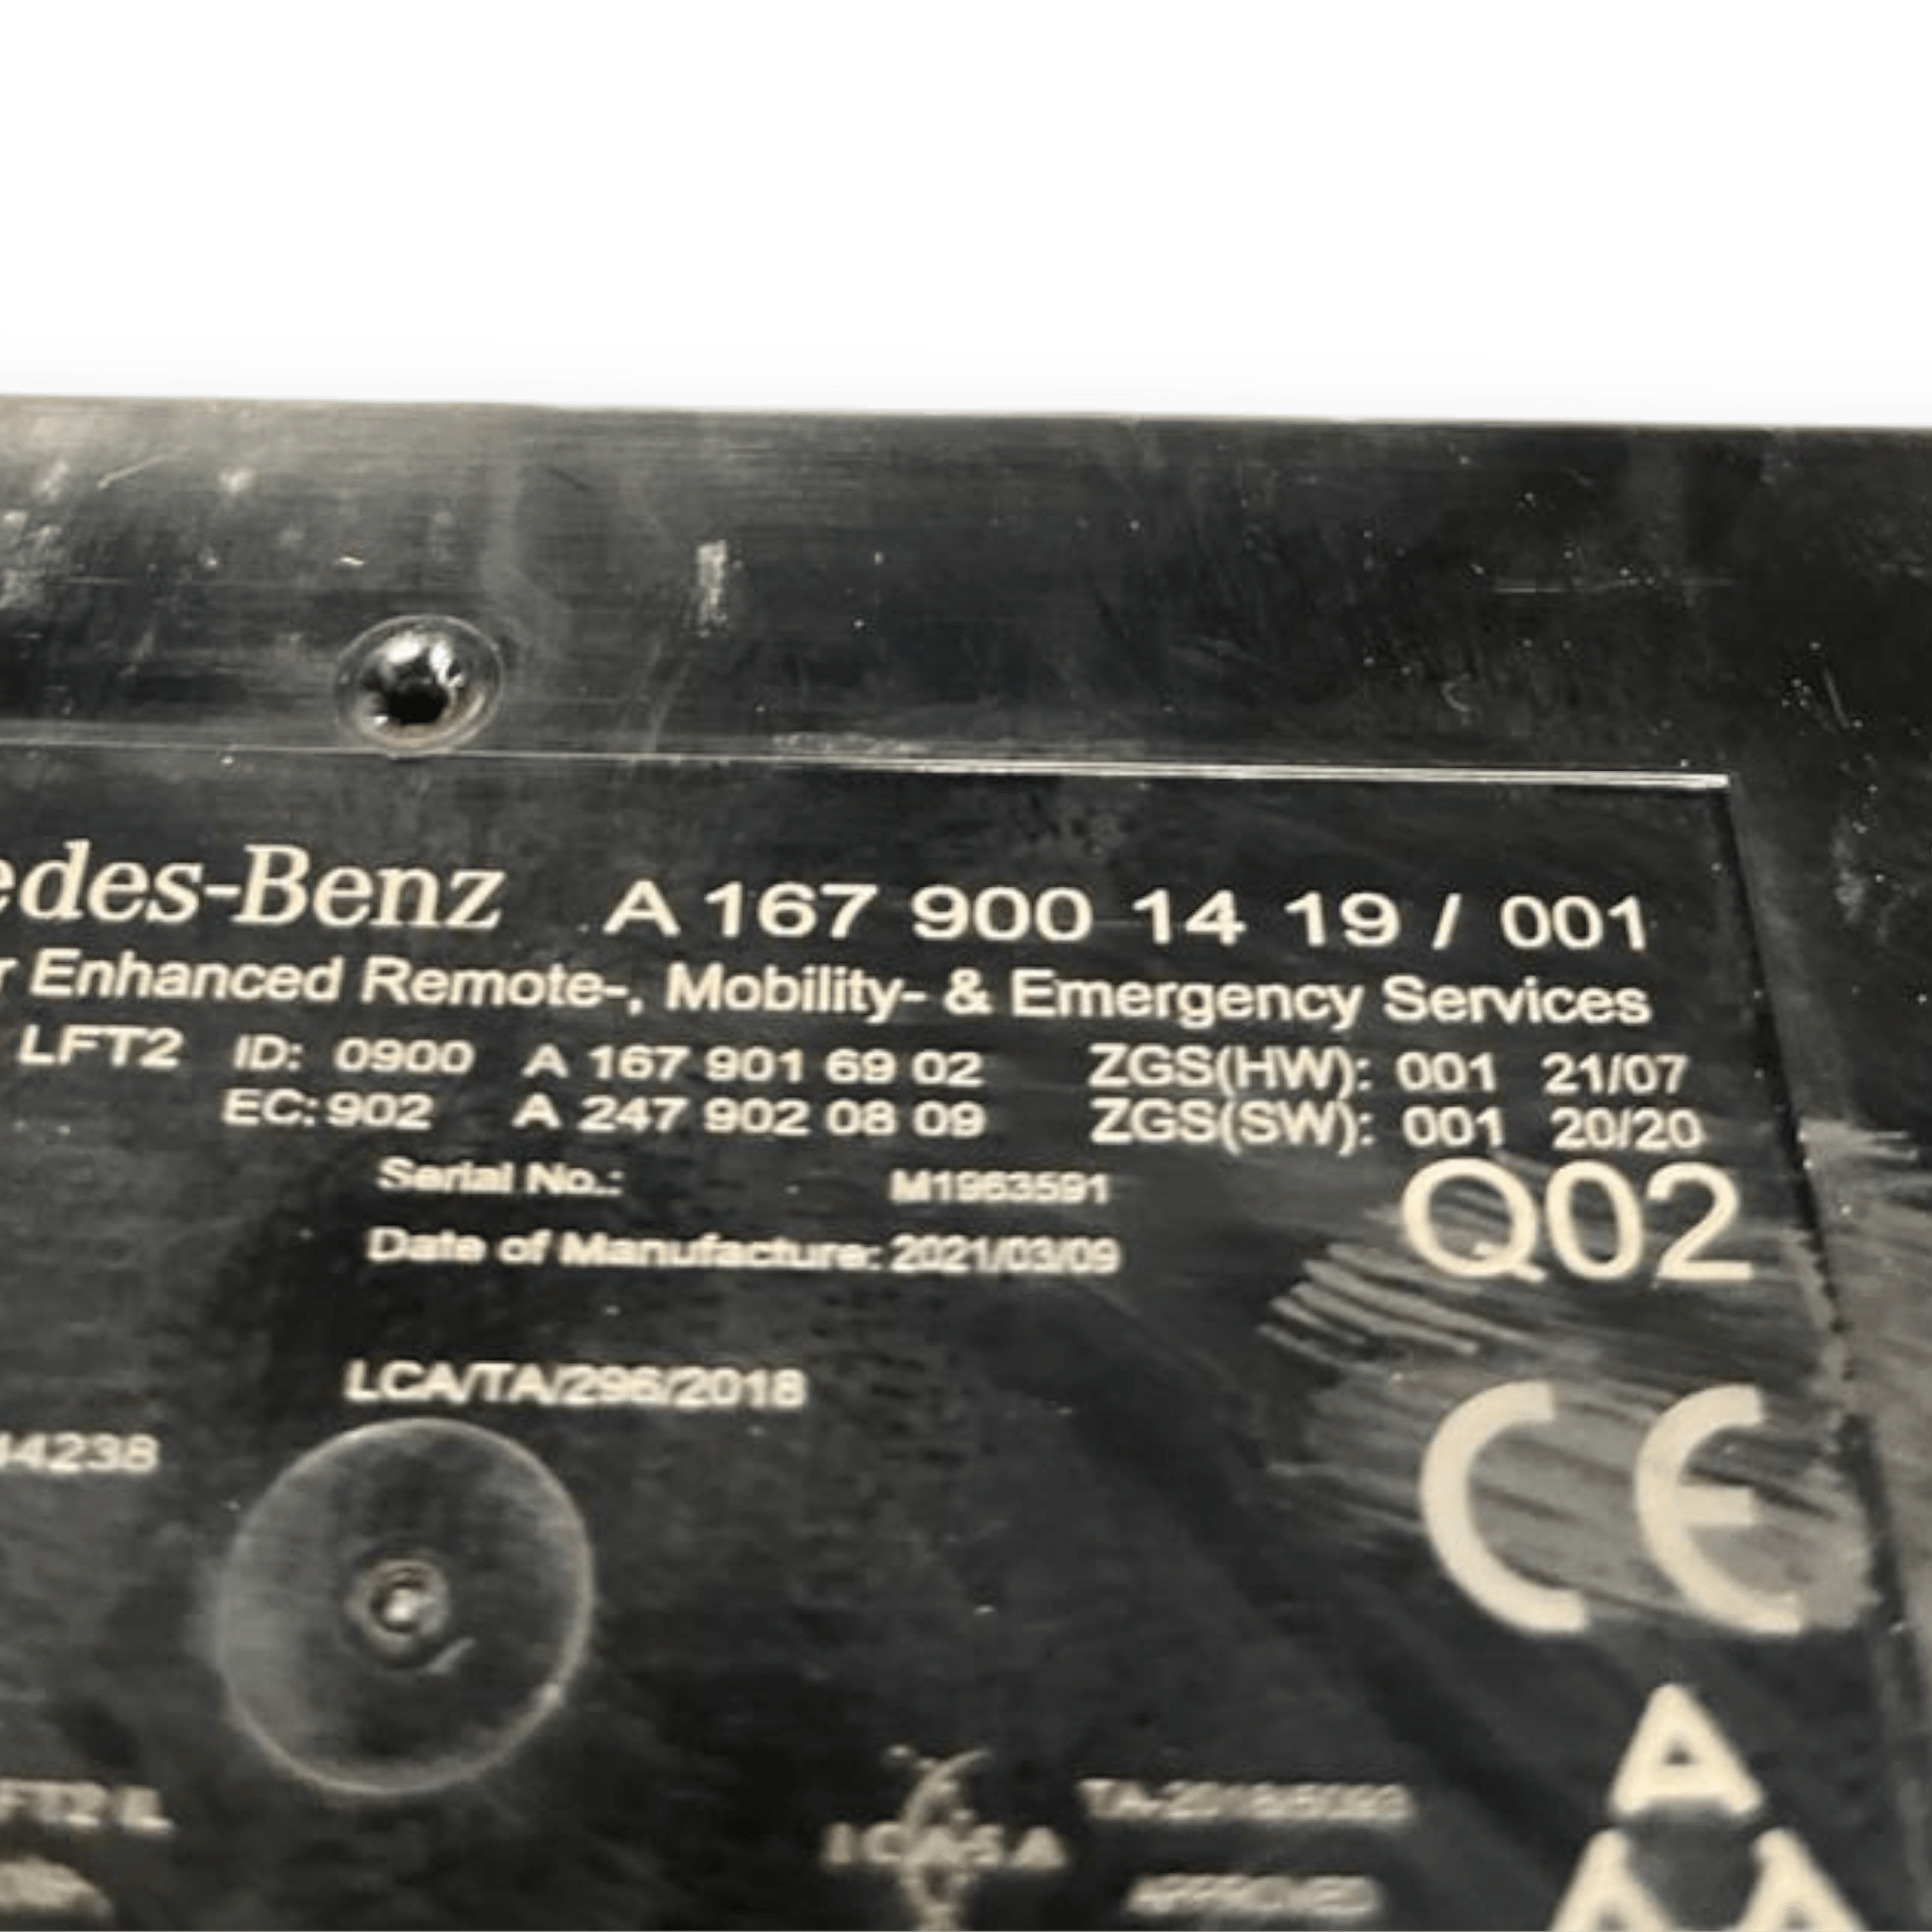 edes-Benz A 167 900 14 19 / 001
r Enhanced Remote-, Mobility- & Emergency Services
LFT2 ID: 0900 A 167 901 69 02 ZGS(HW): 001 21/07
EC: 902 A 247 902 08 09 ZGS(SW): 001 20/20
Serial No.: M1963591
Q02
Date of Manufacture: 2021/03/09
LCA/TA/296/2018
44238
CE
ICASA
APPROVED
A
A A